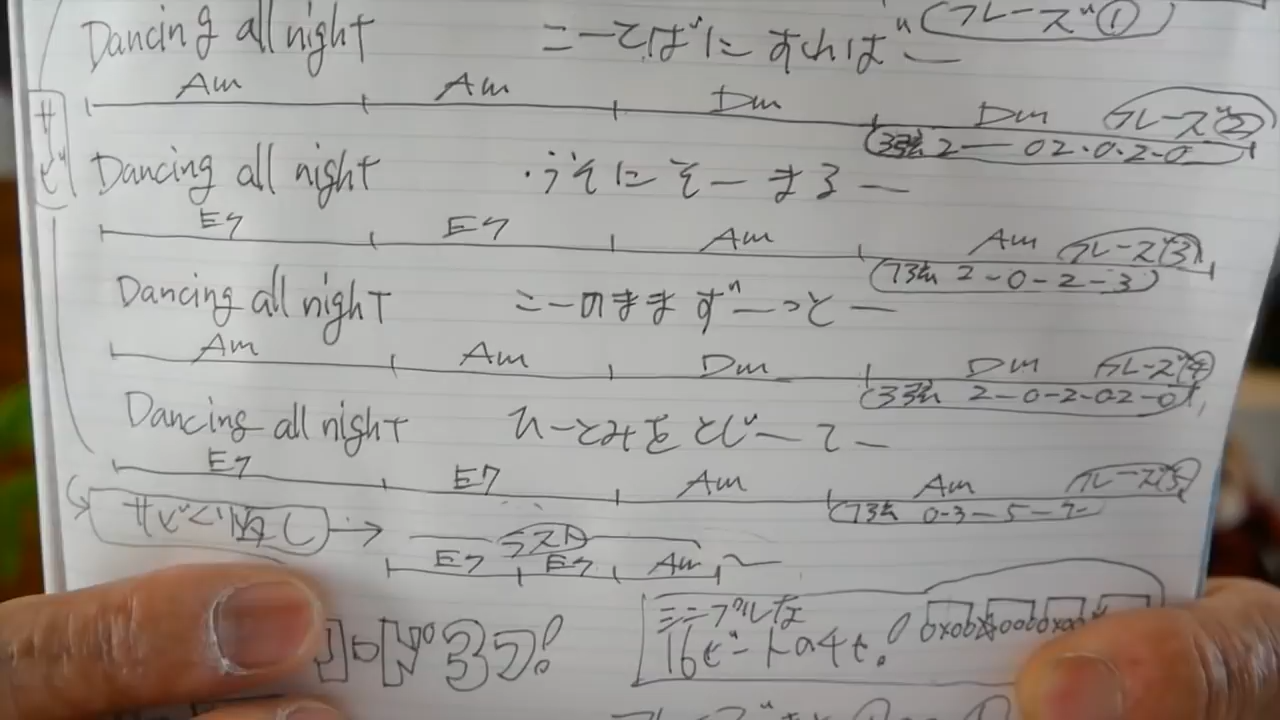 "(フレーズ①)
Dancing all night こーてばに すれば ー
Am Am Dm Dm フレーズ②
(3弦 2 ー 02・0・2-0)
サビ
Dancing all night うそに そー まる ー
E7 E7 Am Am フレーズ③
(7弦 2-0-2-3)
Dancing all night こーのまま ずーっと ー
Am Am Dm Dm フレーズ④
(3弦 2-0-2-02-0)
Dancing all night ひーとみを とじー て ー
E7 E7 Am Am フレーズ⑤
(7弦 0-3-5-7-
サビくり返し → ラスト
E7 E7 Am 〜
シンプルな
16ビートのみ!